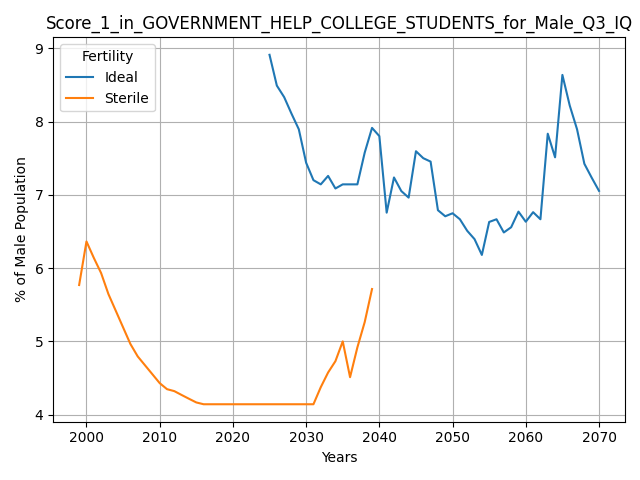 Score_1_in_GOVERNMENT_HELP_COLLEGE_STUDENTS_for_Male_Q3_IQ
Fertility
Ideal
Sterile
% of Male Population
9
8
7
6
5
4
2000 2010 2020 2030 2040 2050 2060 2070
Years